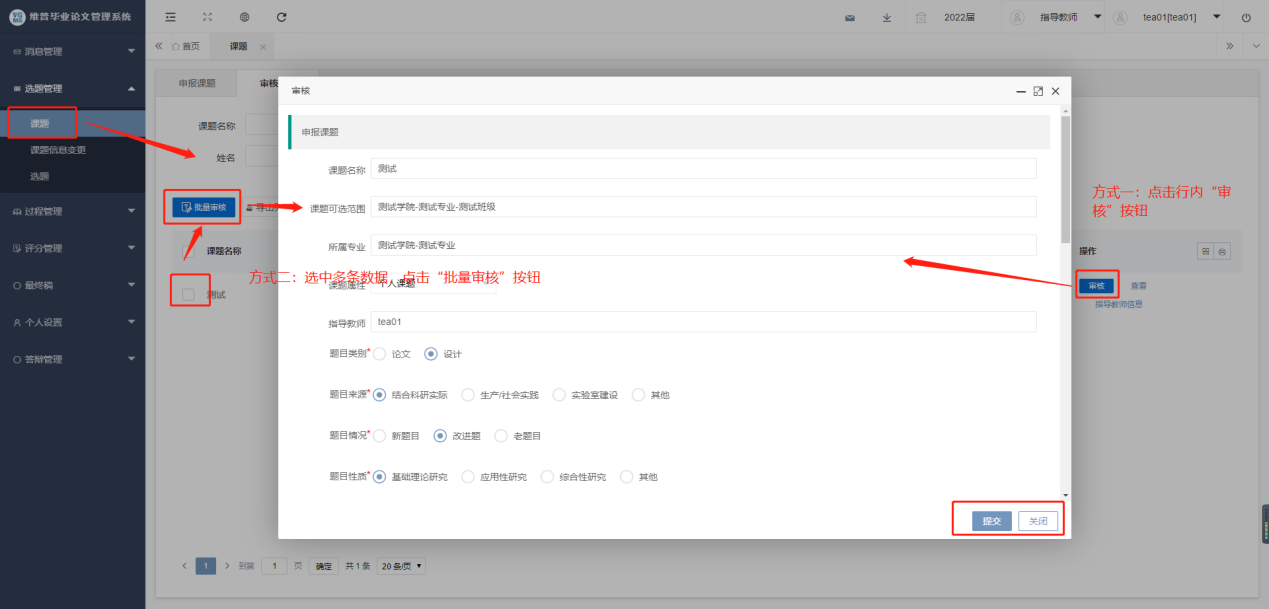 维普毕业论文管理系统
2022届
指导教师
tea01[tea01]
消息管理
首页
课题
选题管理
申报课题
审核
审核
课题
课题名称
申报课题
课题信息变更
姓名
课题名称
测试
选题
方式一：点击行内“审
核”按钮
过程管理
批量审核
课题可选范围
测试学院-测试专业-测试班级
评分管理
课题名称
所属专业
测试学院-测试专业
操作
方式二：选中多条数据，点击“批量审核”按钮
最终稿
测试
课题属性
个人课题
审核
查看
指导教师信息
个人设置
指导教师
tea01
答辩管理
题目类别*
论文
设计
题目来源*
结合科研实际
生产/社会实践
实验室建设
其他
题目情况*
新题目
改进题
老题目
题目性质*
基础理论研究
应用性研究
综合性研究
其他
提交
关闭
1
到第
1
页
确定
共 1 条
20 条/页